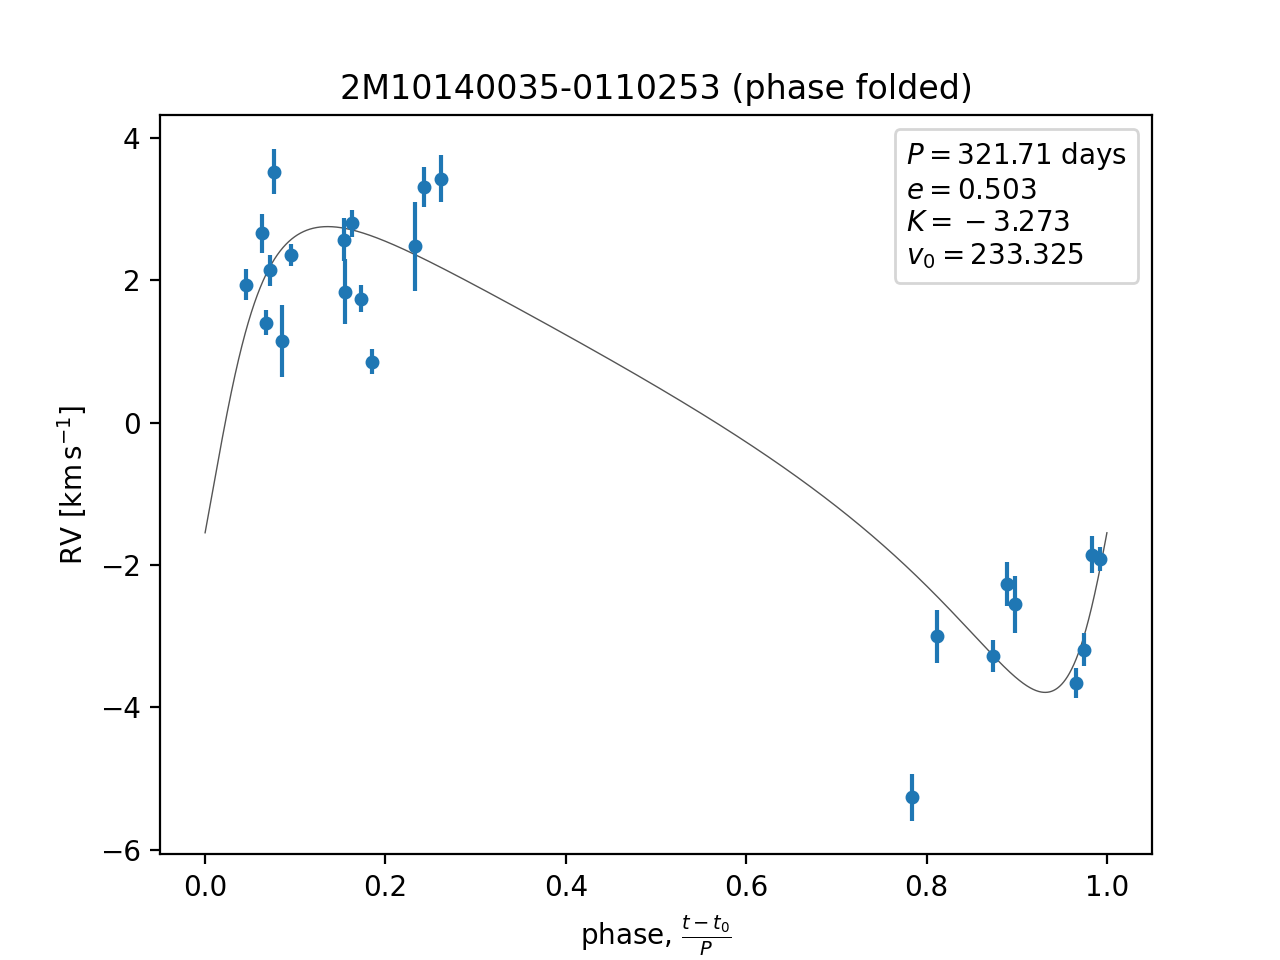 2M10140035-0110253 (phase folded)
P = 321.71 days
e = 0.503
K = −3.273
v₀ = 233.325
4
2
0
−2
−4
−6
RV [km s⁻¹]
0.0 0.2 0.4 0.6 0.8 1.0
phase, (t − t₀)/P